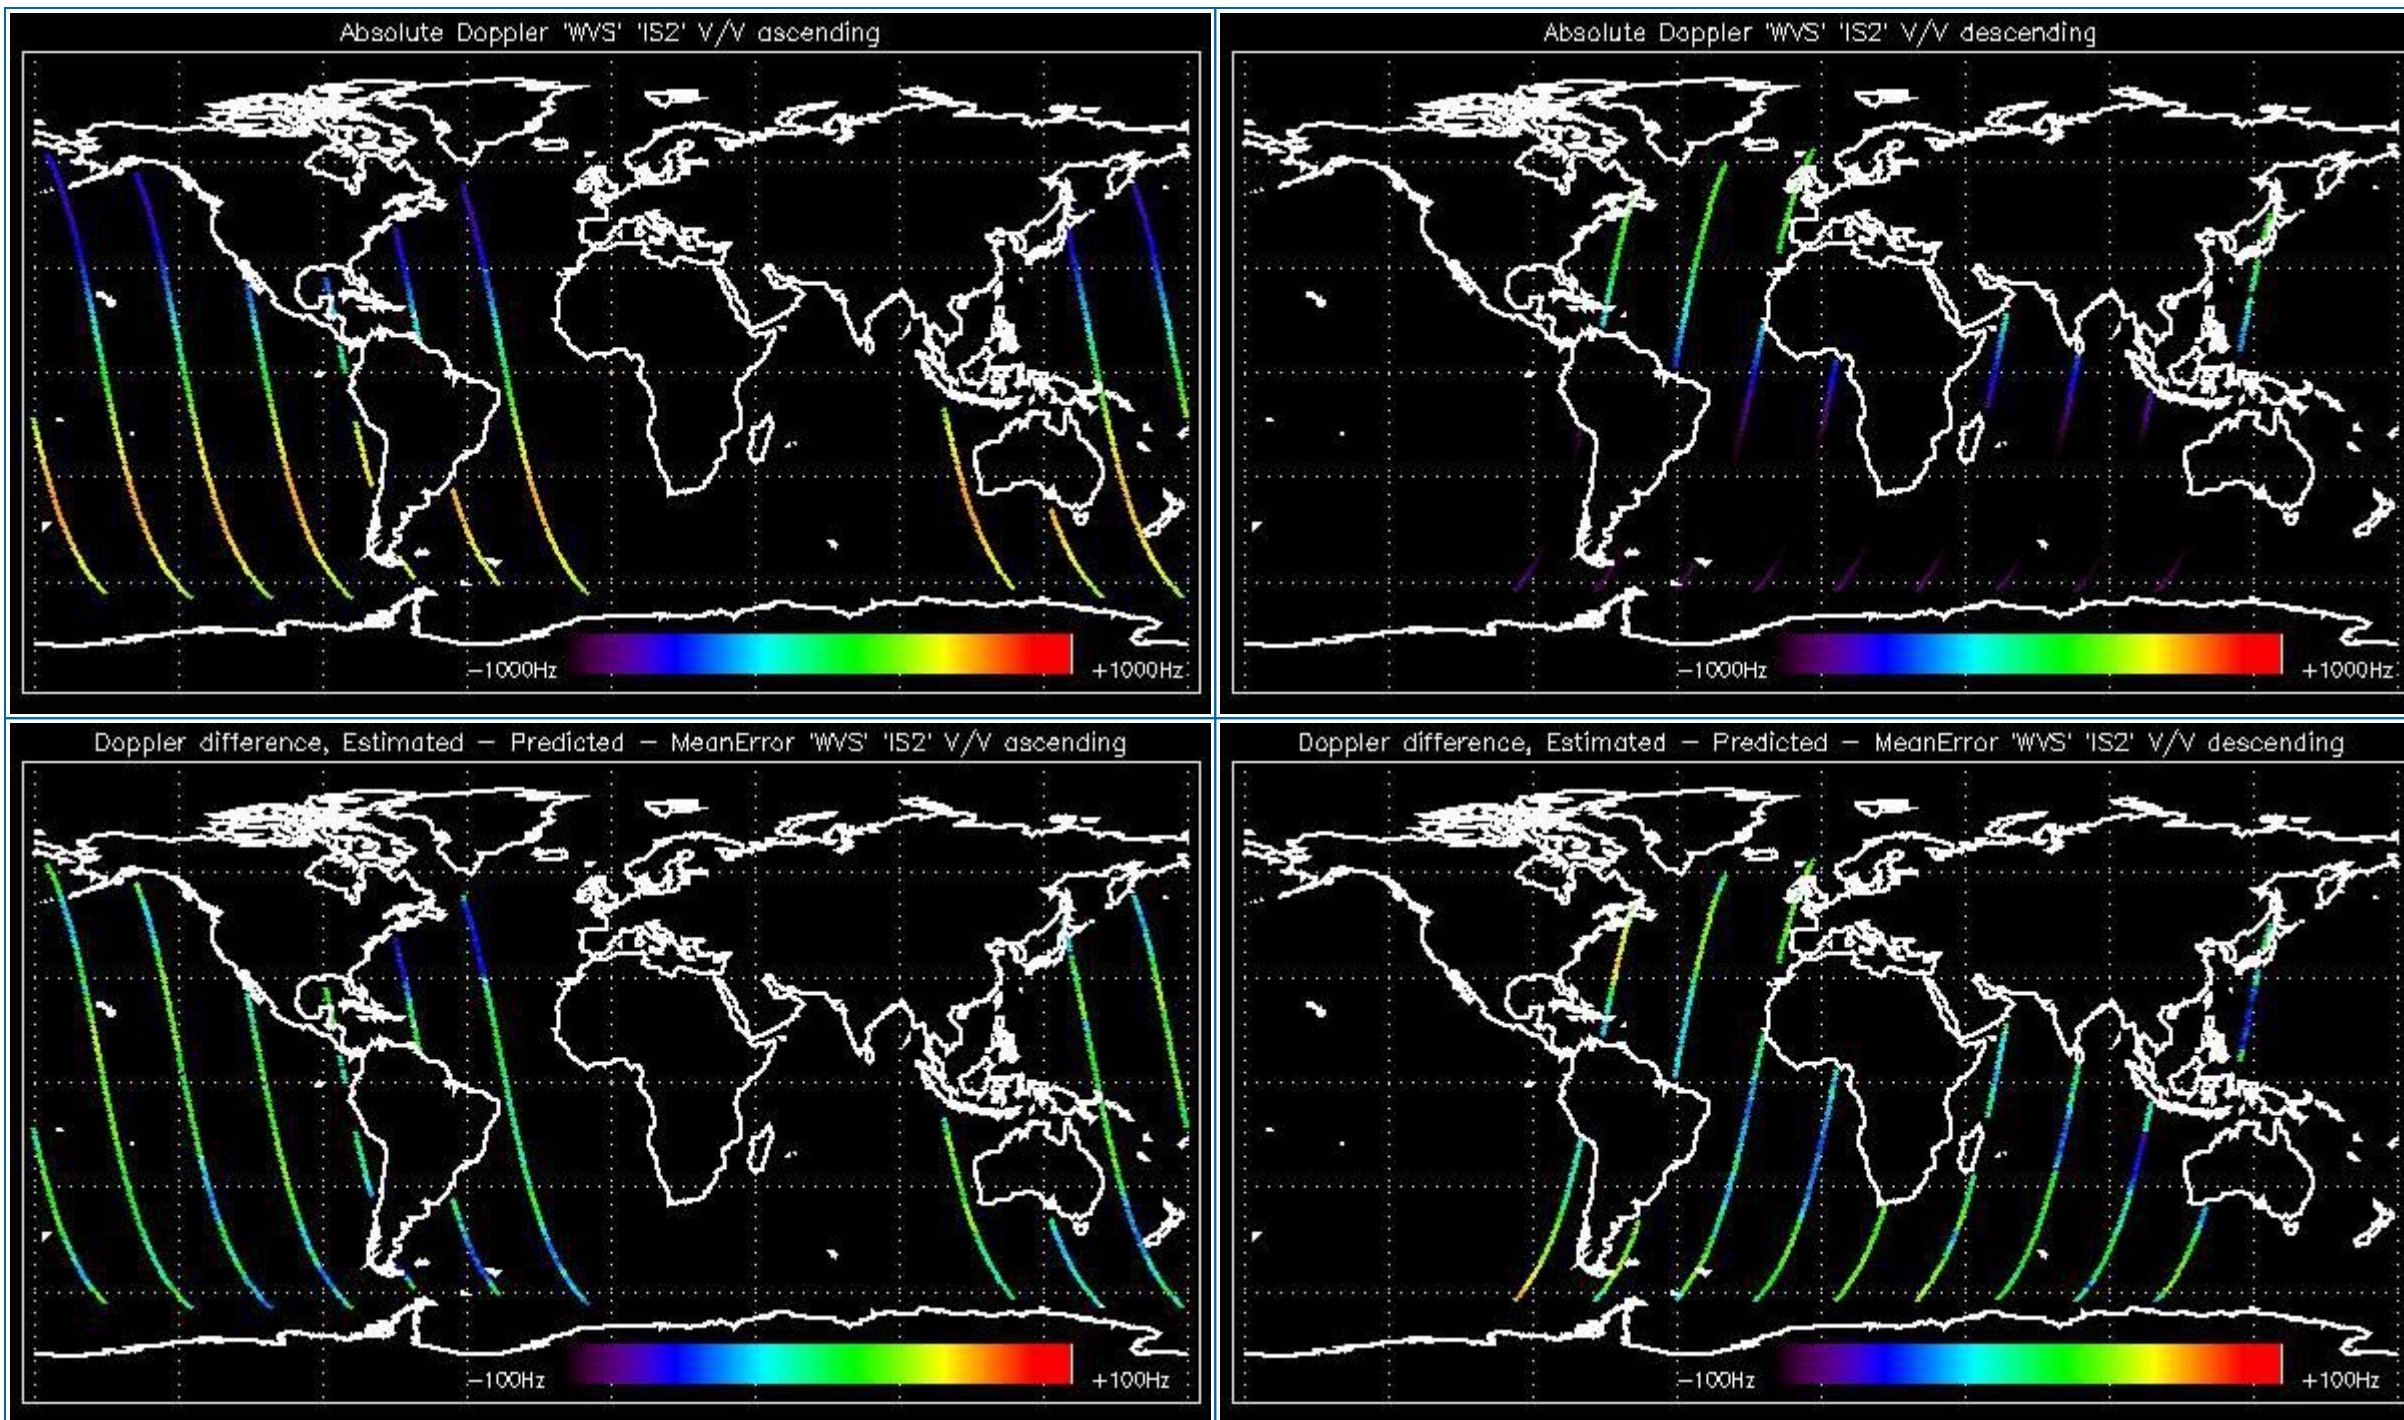 Absolute Doppler 'WVS' 'IS2' V/V ascending
-1000Hz +1000Hz
Absolute Doppler 'WVS' 'IS2' V/V descending
-1000Hz +1000Hz
Doppler difference, Estimated - Predicted - MeanError 'WVS' 'IS2' V/V ascending
-100Hz +100Hz
Doppler difference, Estimated - Predicted - MeanError 'WVS' 'IS2' V/V descending
-100Hz +100Hz